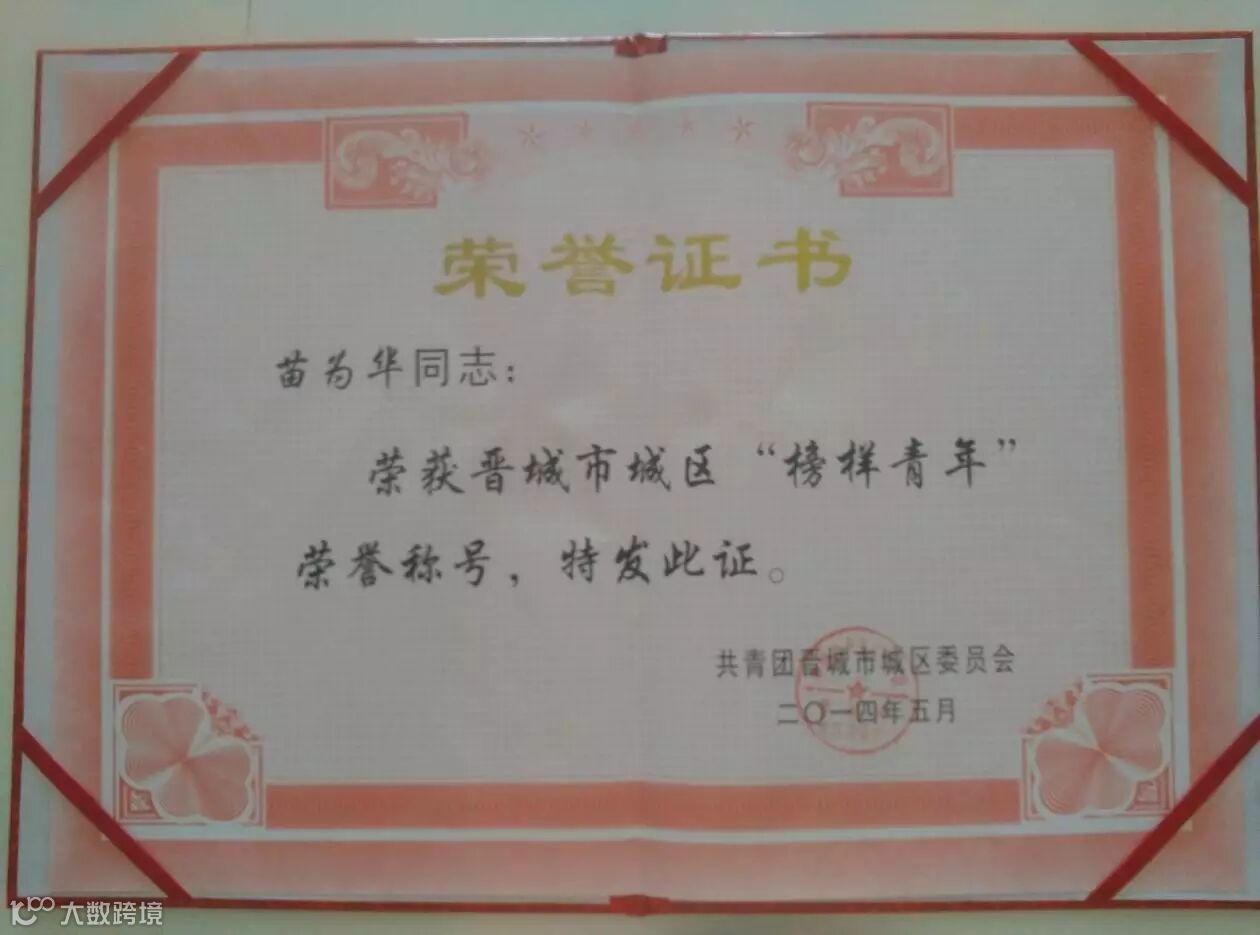 荣誉证书
苗为华同志：
荣获晋城市城区“榜样青年”
荣誉称号，特发此证。
共青团晋城市城区委员会
二〇一四年五月
大数跨境